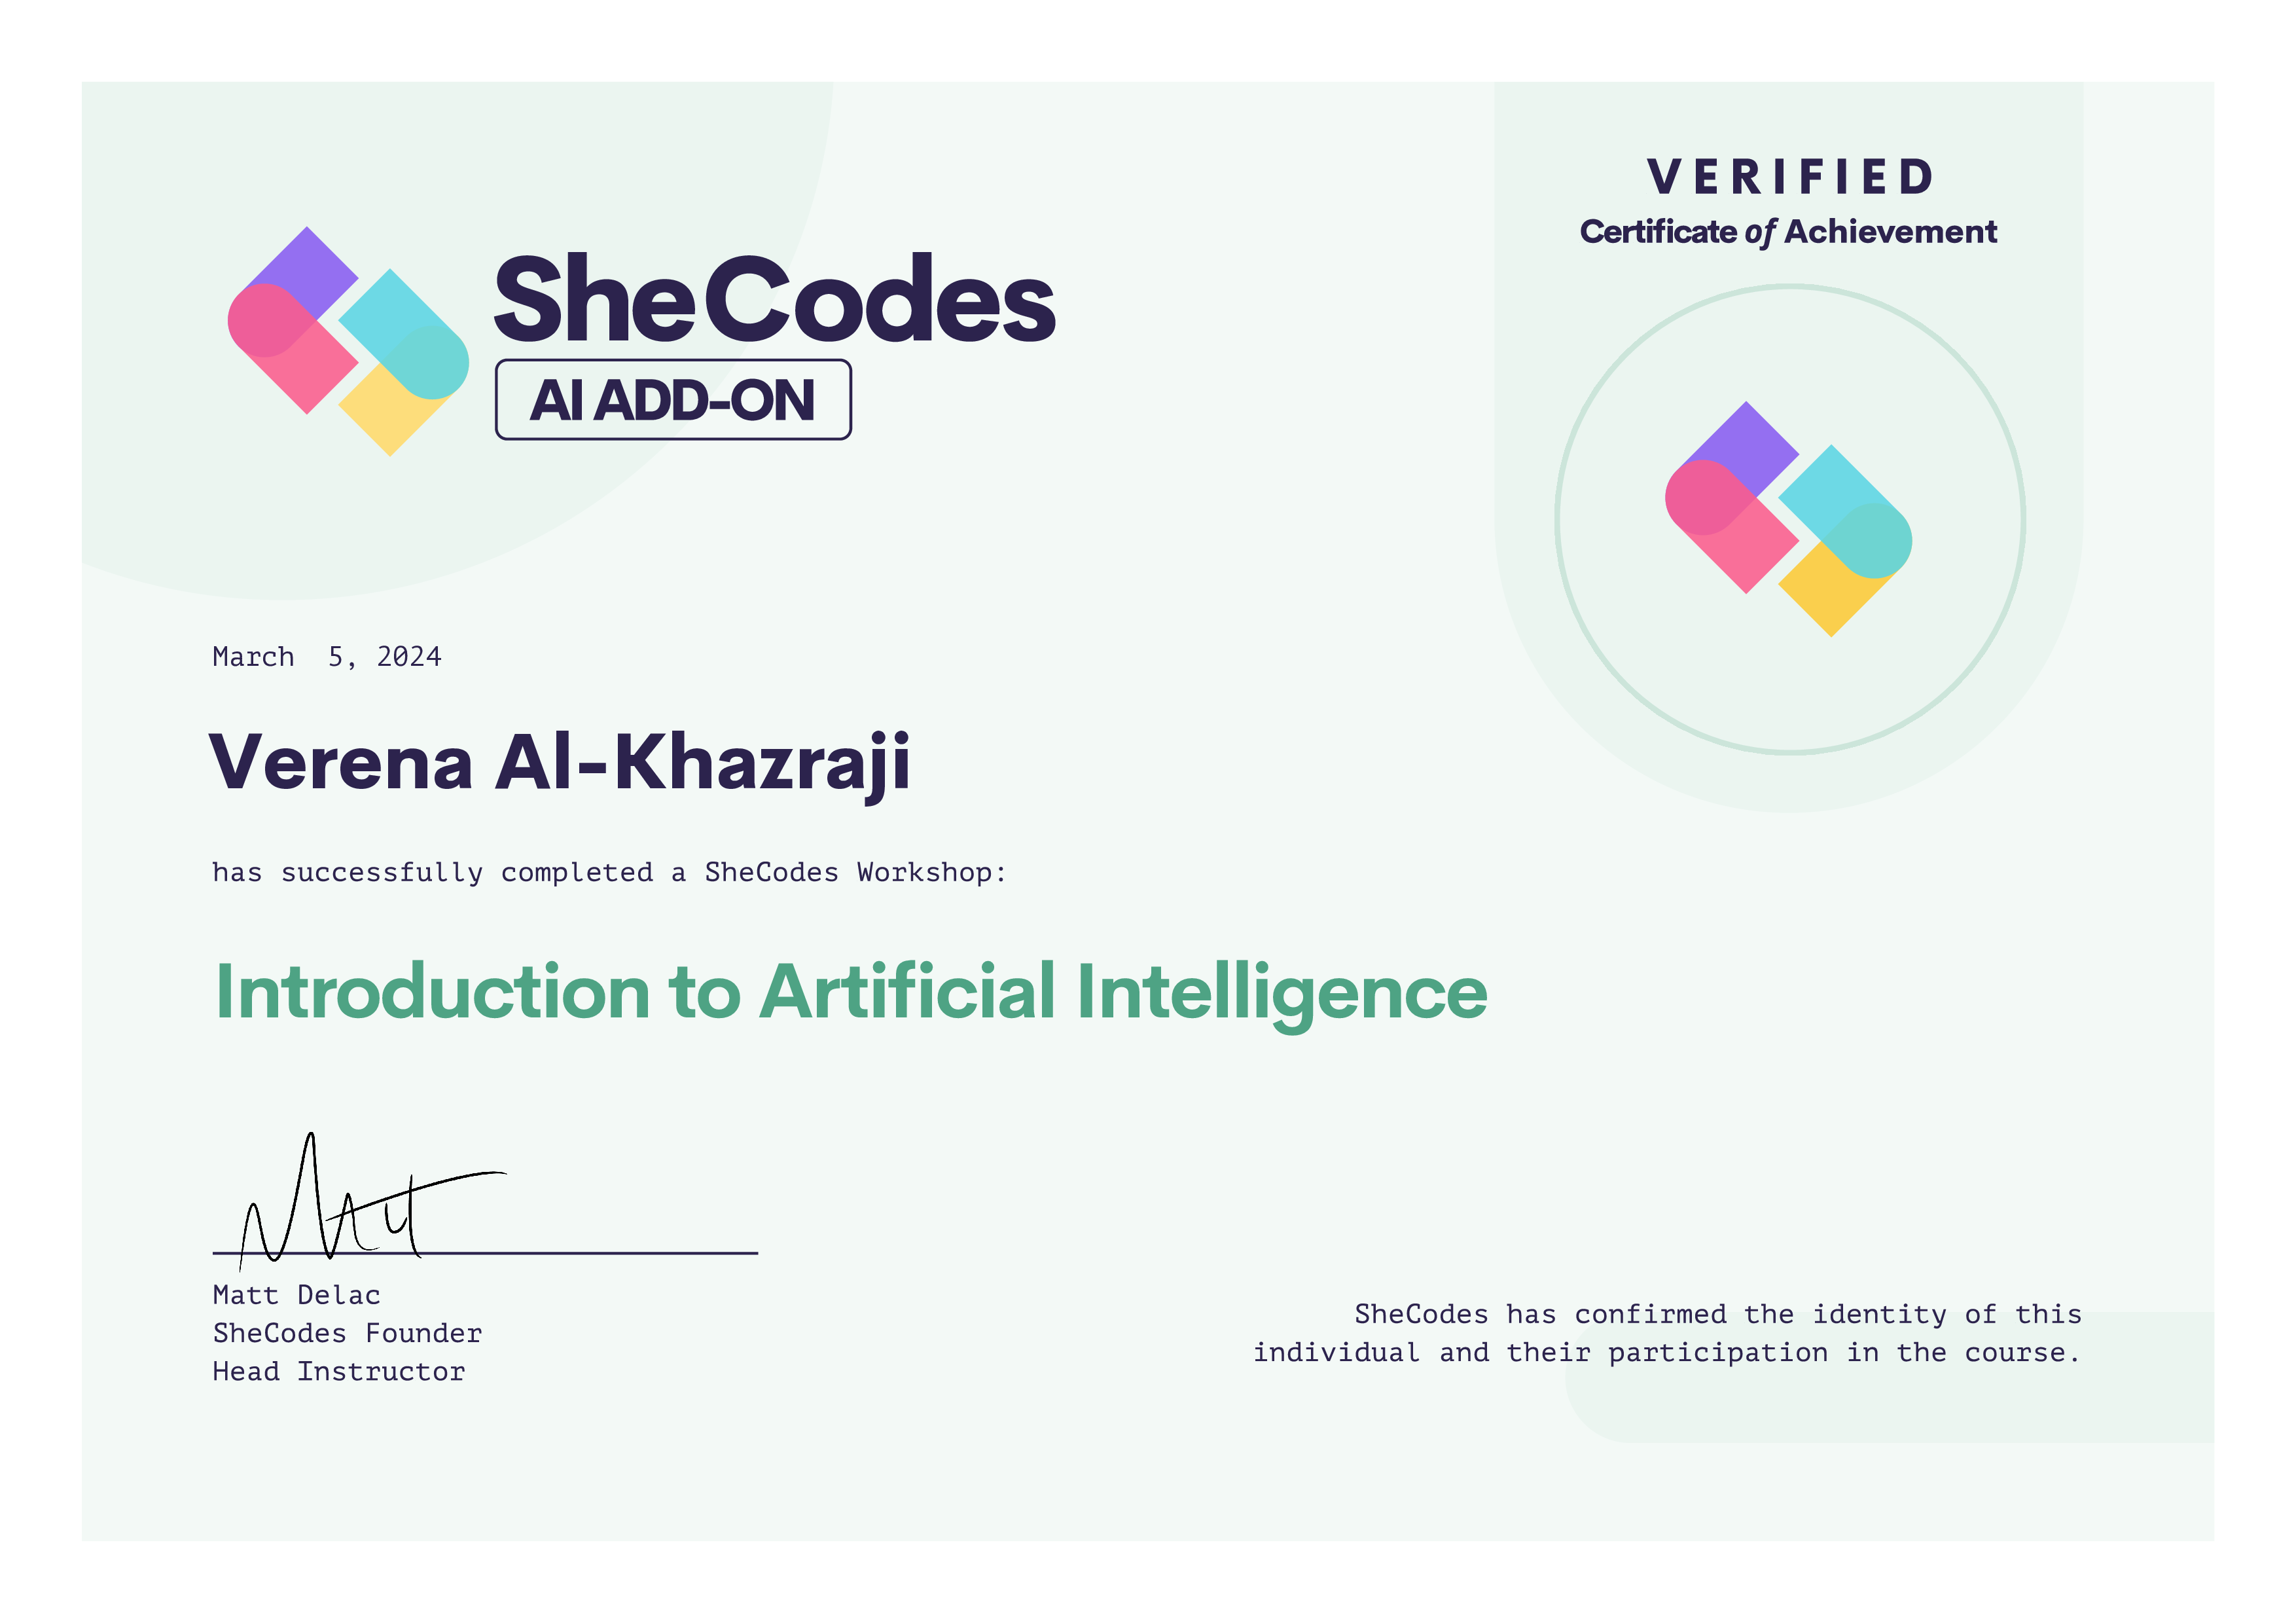 VERIFIED
Certificate of Achievement
SheCodes
AI ADD-ON
March  5, 2024
Verena Al-Khazraji
has successfully completed a SheCodes Workshop:
Introduction to Artificial Intelligence
Matt
Matt Delac
SheCodes Founder
Head Instructor
SheCodes has confirmed the identity of this
individual and their participation in the course.